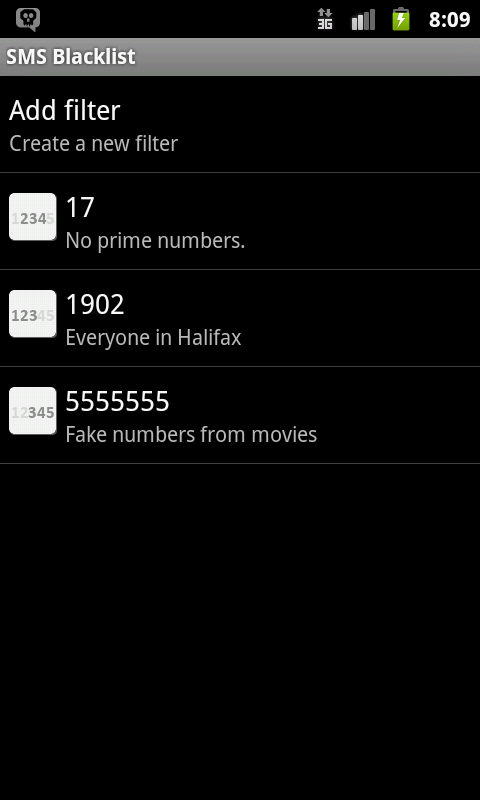 3G 8:09
SMS Blacklist
Add filter
Create a new filter
12345 17
No prime numbers.
12345 1902
Everyone in Halifax
12345 5555555
Fake numbers from movies